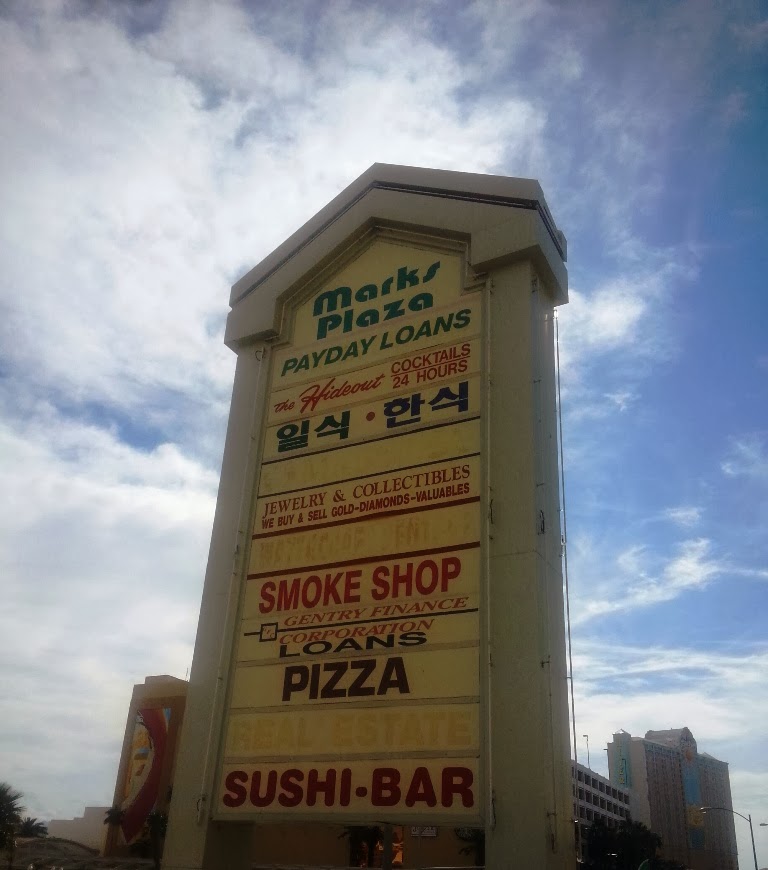 Marks
Plaza
PAYDAY LOANS
the Hideout COCKTAILS
24 HOURS
일식 • 한식
JEWELRY & COLLECTIBLES
WE BUY & SELL GOLD-DIAMONDS-VALUABLES
SMOKE SHOP
GENTRY FINANCE
CORPORATION
LOANS
PIZZA
REAL ESTATE
SUSHI•BAR